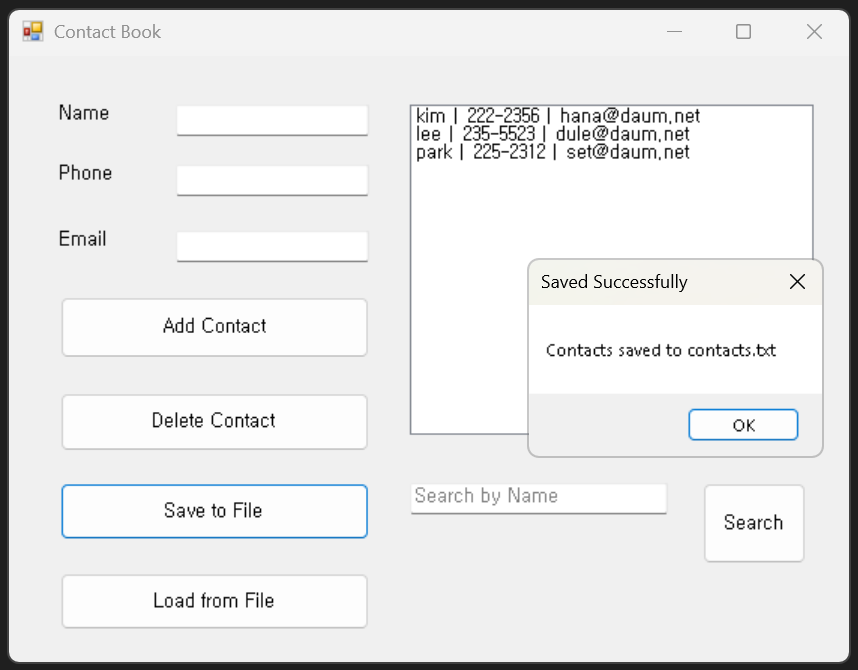 Contact Book
Name
Phone
Email
Add Contact
Delete Contact
Save to File
Load from File
kim | 222-2356 | hana@daum.net
lee | 235-5523 | dule@daum.net
park | 225-2312 | set@daum.net
Saved Successfully
Contacts saved to contacts.txt
OK
Search by Name
Search